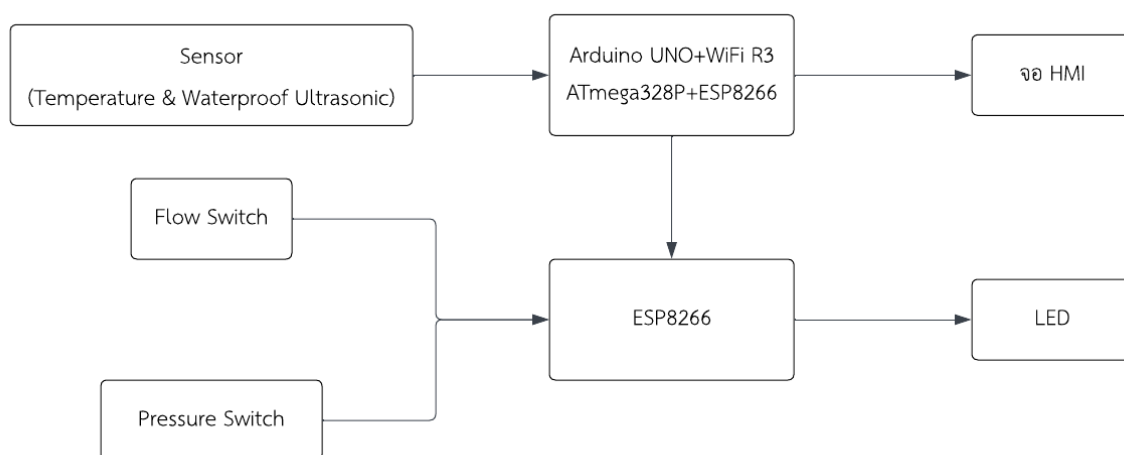 Sensor
(Temperature & Waterproof Ultrasonic)
Arduino UNO+WiFi R3
ATmega328P+ESP8266
จอ HMI
Flow Switch
ESP8266
LED
Pressure Switch